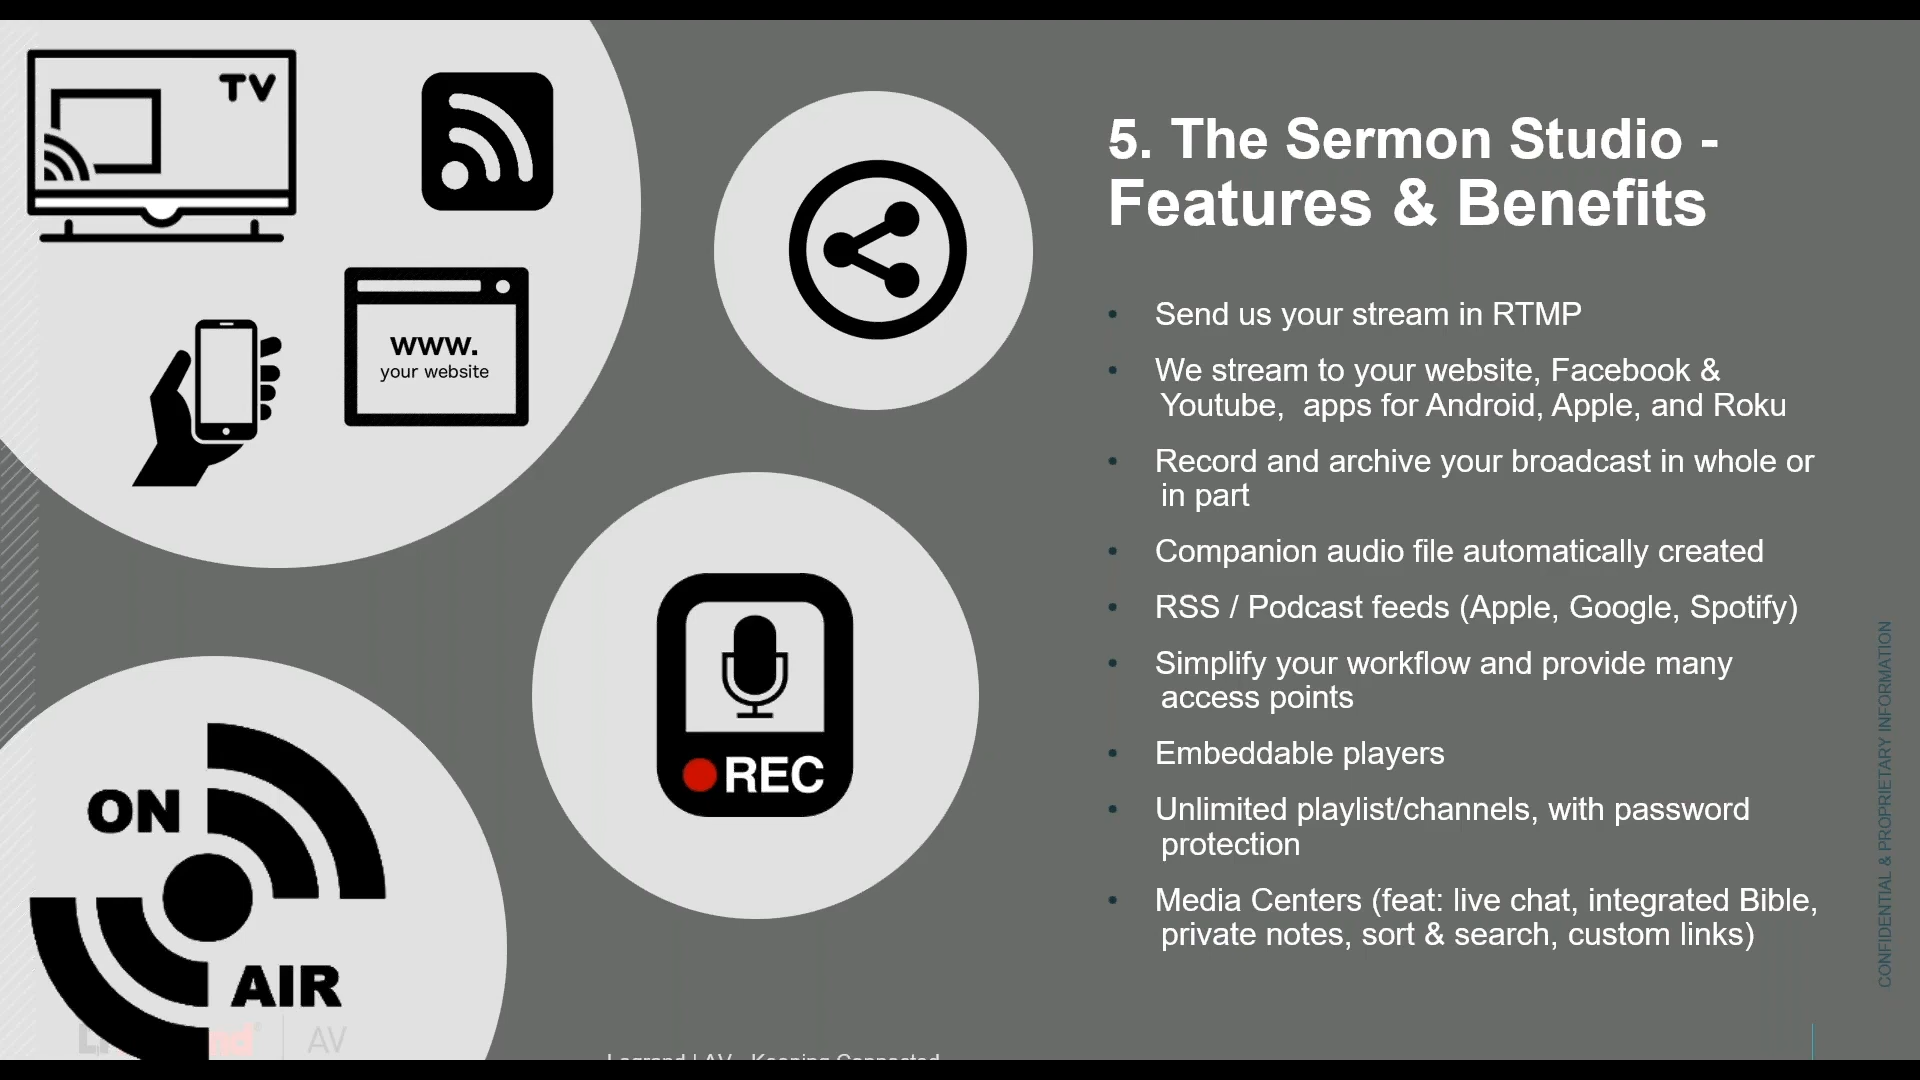 TV
www.
your website
REC
ON
AIR
5. The Sermon Studio -
Features & Benefits
• Send us your stream in RTMP
• We stream to your website, Facebook &
Youtube,  apps for Android, Apple, and Roku
• Record and archive your broadcast in whole or
in part
• Companion audio file automatically created
• RSS / Podcast feeds (Apple, Google, Spotify)
• Simplify your workflow and provide many
access points
• Embeddable players
• Unlimited playlist/channels, with password
protection
• Media Centers (feat: live chat, integrated Bible,
private notes, sort & search, custom links)
CONFIDENTIAL & PROPRIETARY INFORMATION
AV
Legrand | AV - Keeping Connected